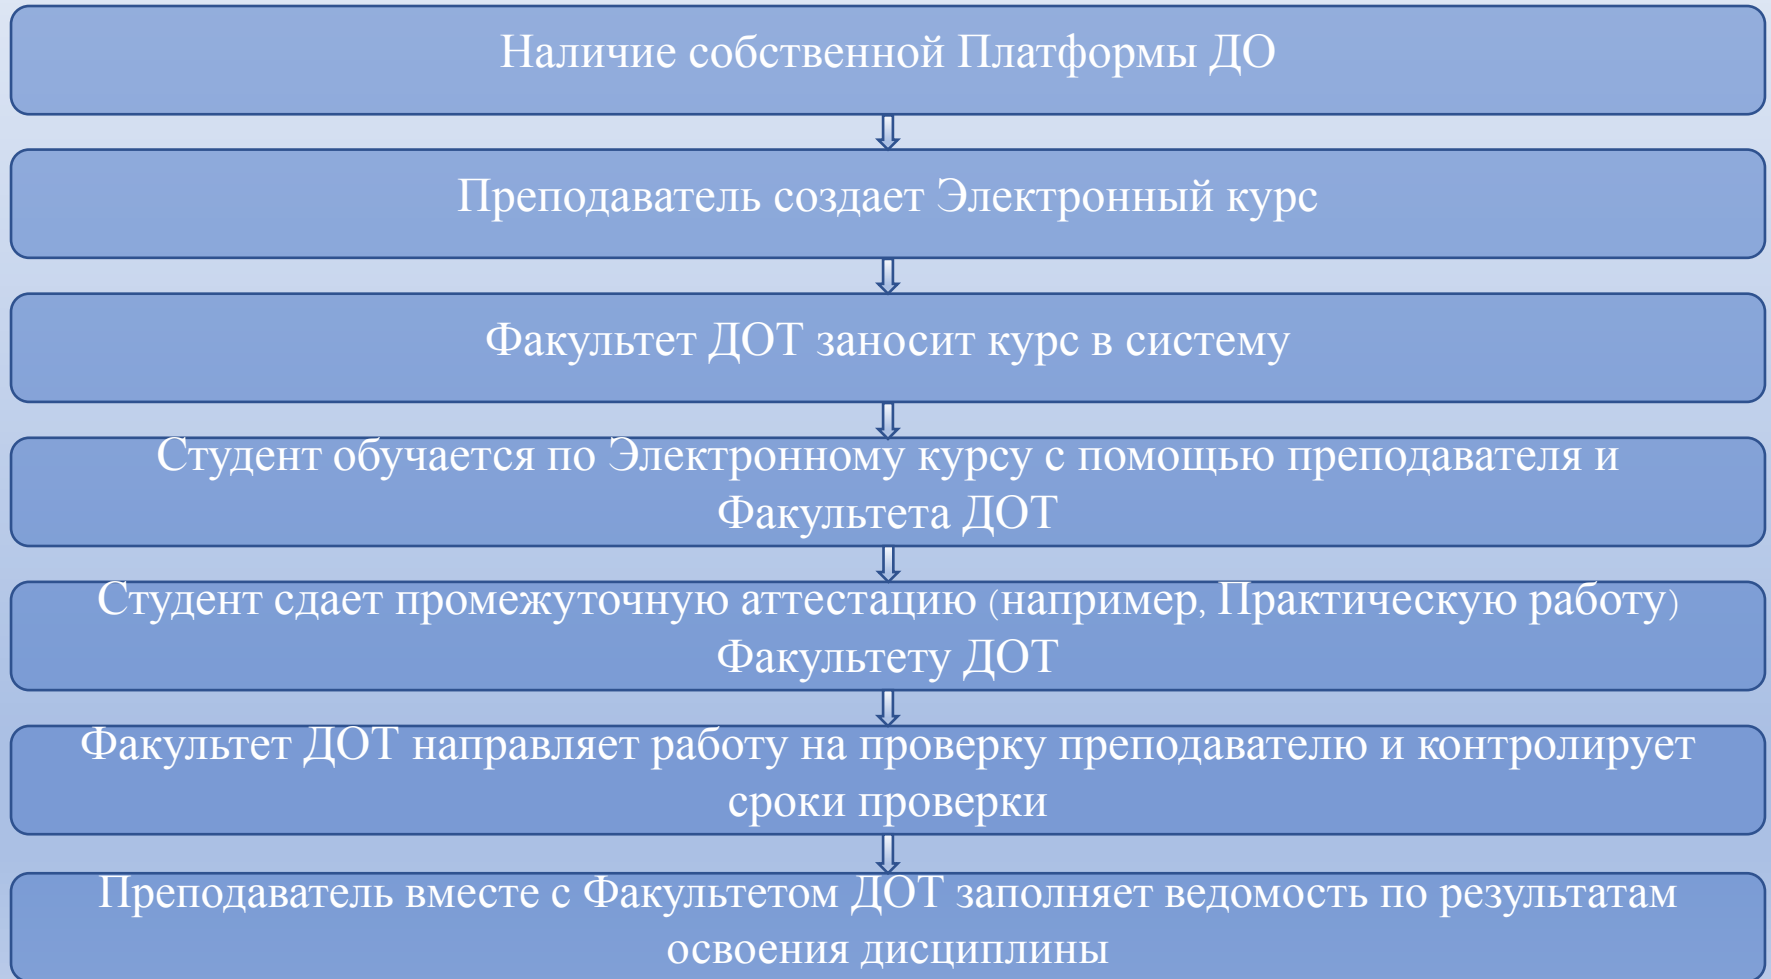 Наличие собственной Платформы ДО
Преподаватель создает Электронный курс
Факультет ДОТ заносит курс в систему
Студент обучается по Электронному курсу с помощью преподавателя и
Факультета ДОТ
Студент сдает промежуточную аттестацию (например, Практическую работу)
Факультету ДОТ
Факультет ДОТ направляет работу на проверку преподавателю и контролирует
сроки проверки
Преподаватель вместе с Факультетом ДОТ заполняет ведомость по результатам
освоения дисциплины